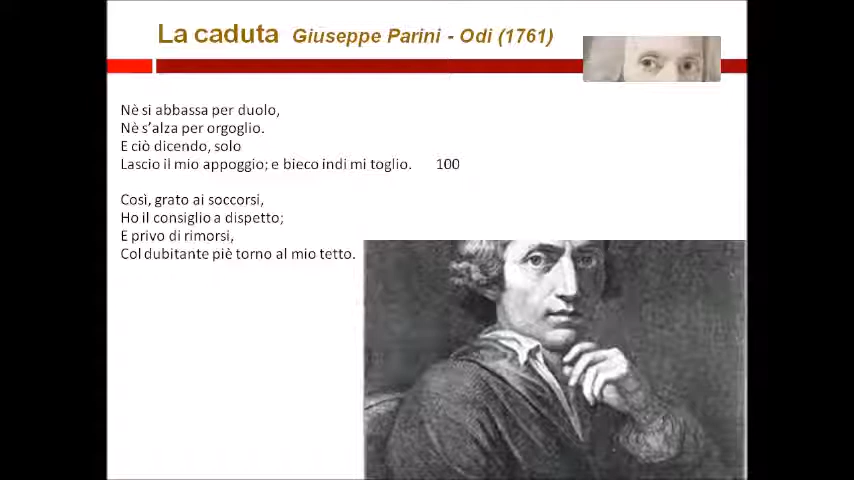 La caduta Giuseppe Parini - Odi (1761)
Nè si abbassa per duolo,
Nè s'alza per orgoglio.
E ciò dicendo, solo
Lascio il mio appoggio; e bieco indi mi toglio. 100
Così, grato ai soccorsi,
Ho il consiglio a dispetto;
E privo di rimorsi,
Col dubitante piè torno al mio tetto.